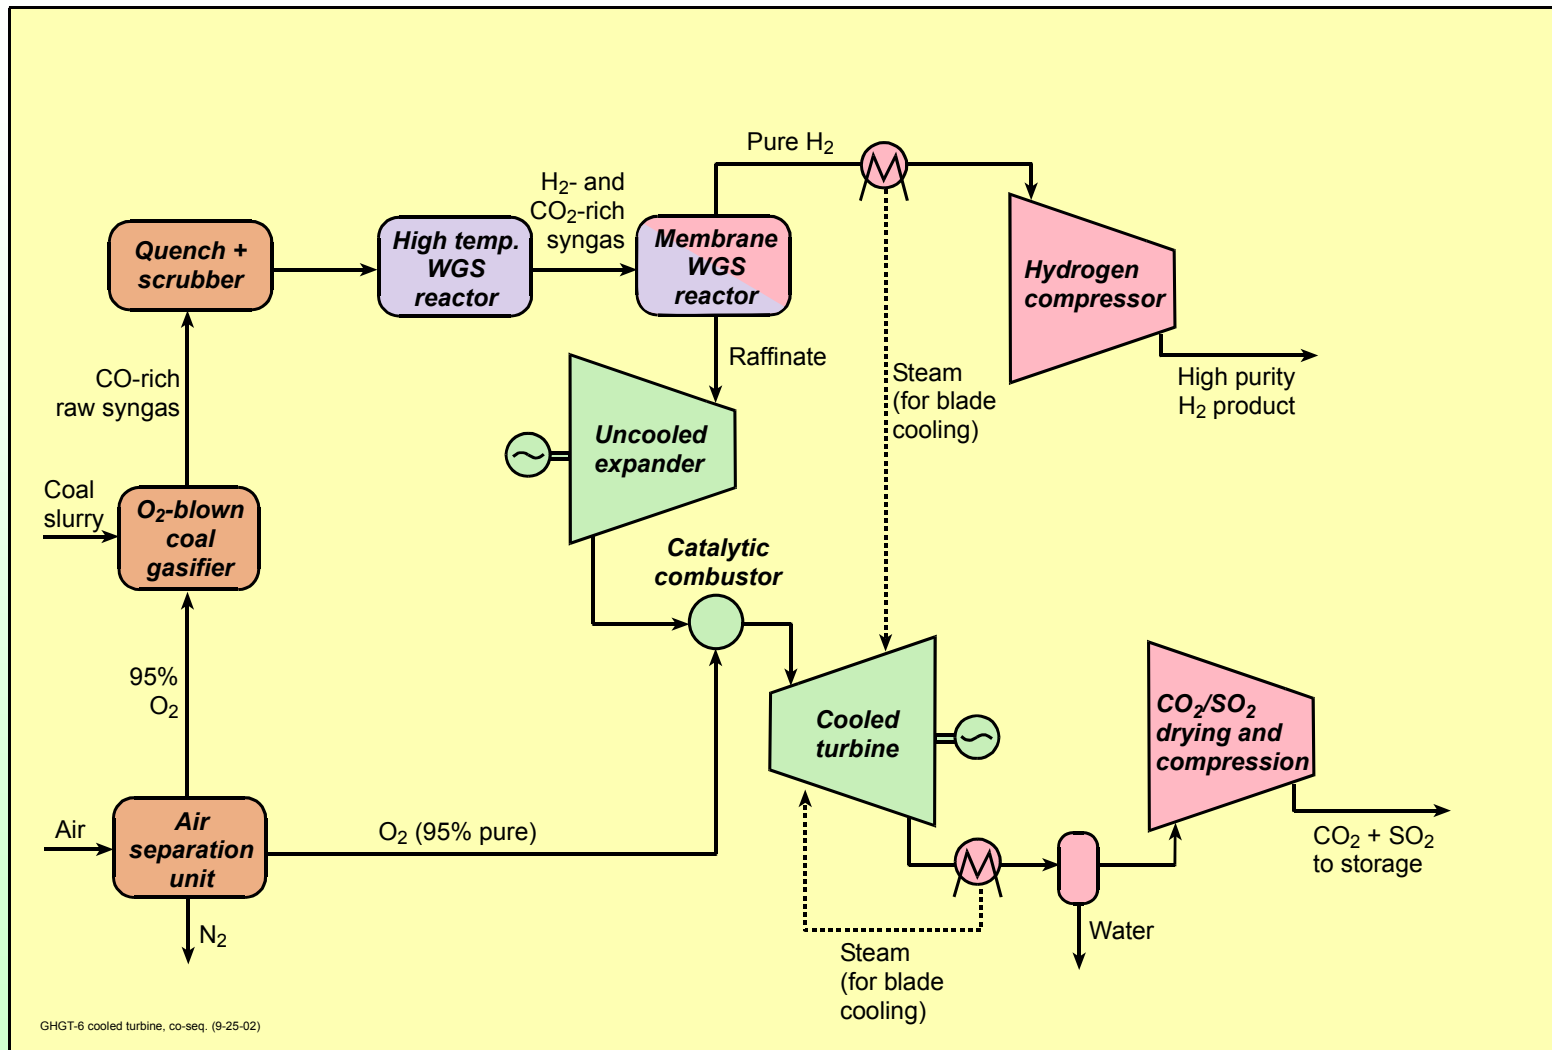 Pure H₂
H₂- and
CO₂-rich
syngas
Quench +
scrubber
High temp.
WGS
reactor
Membrane
WGS
reactor
Hydrogen
compressor
Raffinate
CO-rich
raw syngas
Steam
(for blade
cooling)
High purity
H₂ product
Uncooled
expander
Coal
slurry
O₂-blown
coal
gasifier
Catalytic
combustor
95%
O₂
Cooled
turbine
CO₂/SO₂
drying and
compression
Air
Air
separation
unit
O₂ (95% pure)
CO₂ + SO₂
to storage
N₂
Water
Steam
(for blade
cooling)
GHGT-6 cooled turbine, co-seq. (9-25-02)